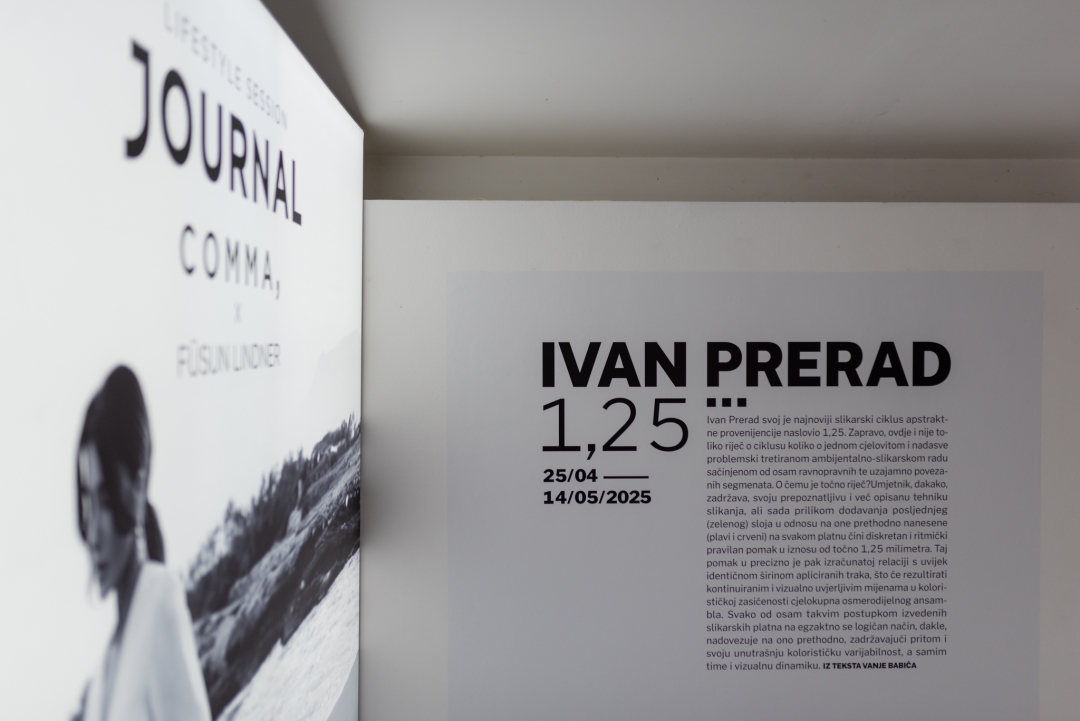 LIFESTYLE SESSION
JOURNAL
COMMA,
X
FÜSUN LINDNER
IVAN PRERAD
1,25
25/04 —
14/05/2025
Ivan Prerad svoj je najnoviji slikarski ciklus apstrakt-
ne provenijencije naslovio 1,25. Zapravo, ovdje i nije to-
liko riječ o ciklusu koliko o jednom cjelovitom i nadasve
problemski tretiranom ambijentalno-slikarskom radu
sačinjenom od osam ravnopravnih te uzajamno poveza-
nih segmenata. O čemu je točno riječ?Umjetnik, dakako,
zadržava, svoju prepoznatljivu i već opisanu tehniku
slikanja, ali sada prilikom dodavanja posljednjeg
(zelenog) sloja u odnosu na one prethodno nanesene
(plavi i crveni) na svakom platnu čini diskretan i ritmički
pravilan pomak u iznosu od točno 1,25 milimetra. Taj
pomak u precizno je pak izračunatoj relaciji s uvijek
identičnom širinom apliciranih traka, što će rezultirati
kontinuiranim i vizualno uvjerljivim mijenama u kolori-
stičkoj zasićenosti cjelokupna osmerodijelnog ansam-
bla. Svako od osam takvim postupkom izvedenih
slikarskih platna na egzaktno se logičan način, dakle,
nadovezuje na ono prethodno, zadržavajući pritom i
svoju unutrašnju kolorističku varijabilnost, a samim
time i vizualnu dinamiku. IZ TEKSTA VANJE BABIĆA